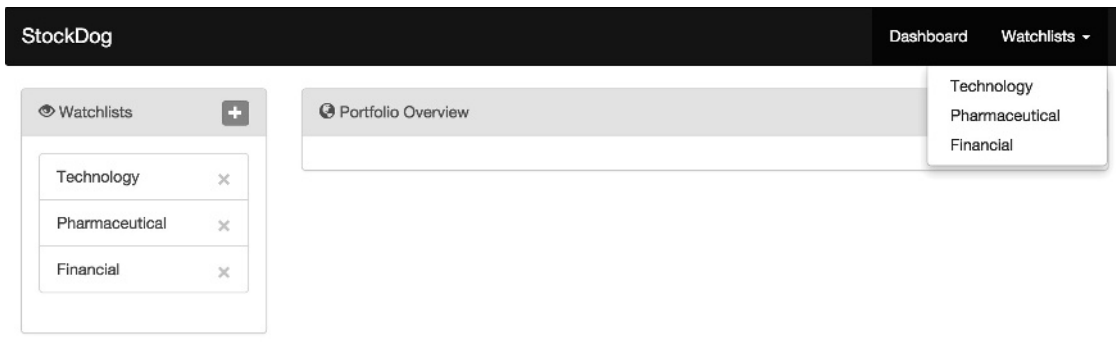 StockDog
Dashboard
Watchlists
Technology
Pharmaceutical
Financial
Watchlists
Technology
Pharmaceutical
Financial
Portfolio Overview